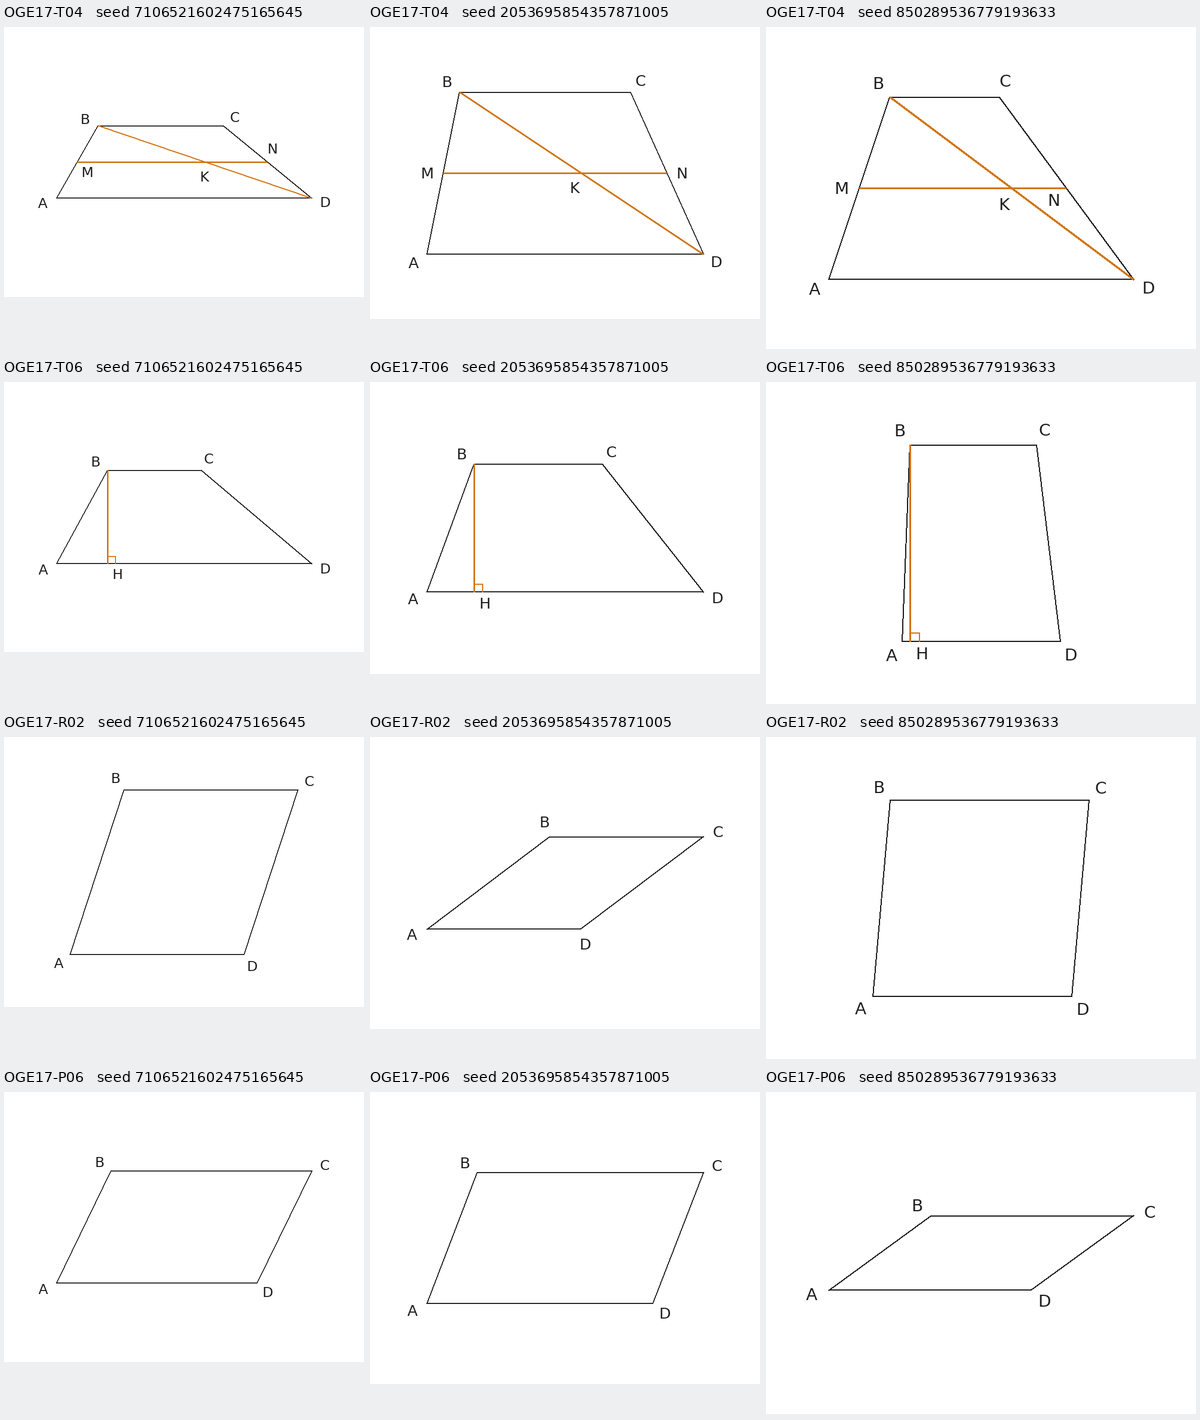 OGE17-T04 seed 7106521602475165645
B
C
N
M
K
A
D
OGE17-T04 seed 2053695854357871005
B
C
M
N
K
A
D
OGE17-T04 seed 850289536779193633
B
C
M
K
N
A
D
OGE17-T06 seed 7106521602475165645
B
C
A
H
D
OGE17-T06 seed 2053695854357871005
B
C
A
H
D
OGE17-T06 seed 850289536779193633
B
C
A
H
D
OGE17-R02 seed 7106521602475165645
B
C
A
D
OGE17-R02 seed 2053695854357871005
B
C
A
D
OGE17-R02 seed 850289536779193633
B
C
A
D
OGE17-P06 seed 7106521602475165645
B
C
A
D
OGE17-P06 seed 2053695854357871005
B
C
A
D
OGE17-P06 seed 850289536779193633
B
C
A
D